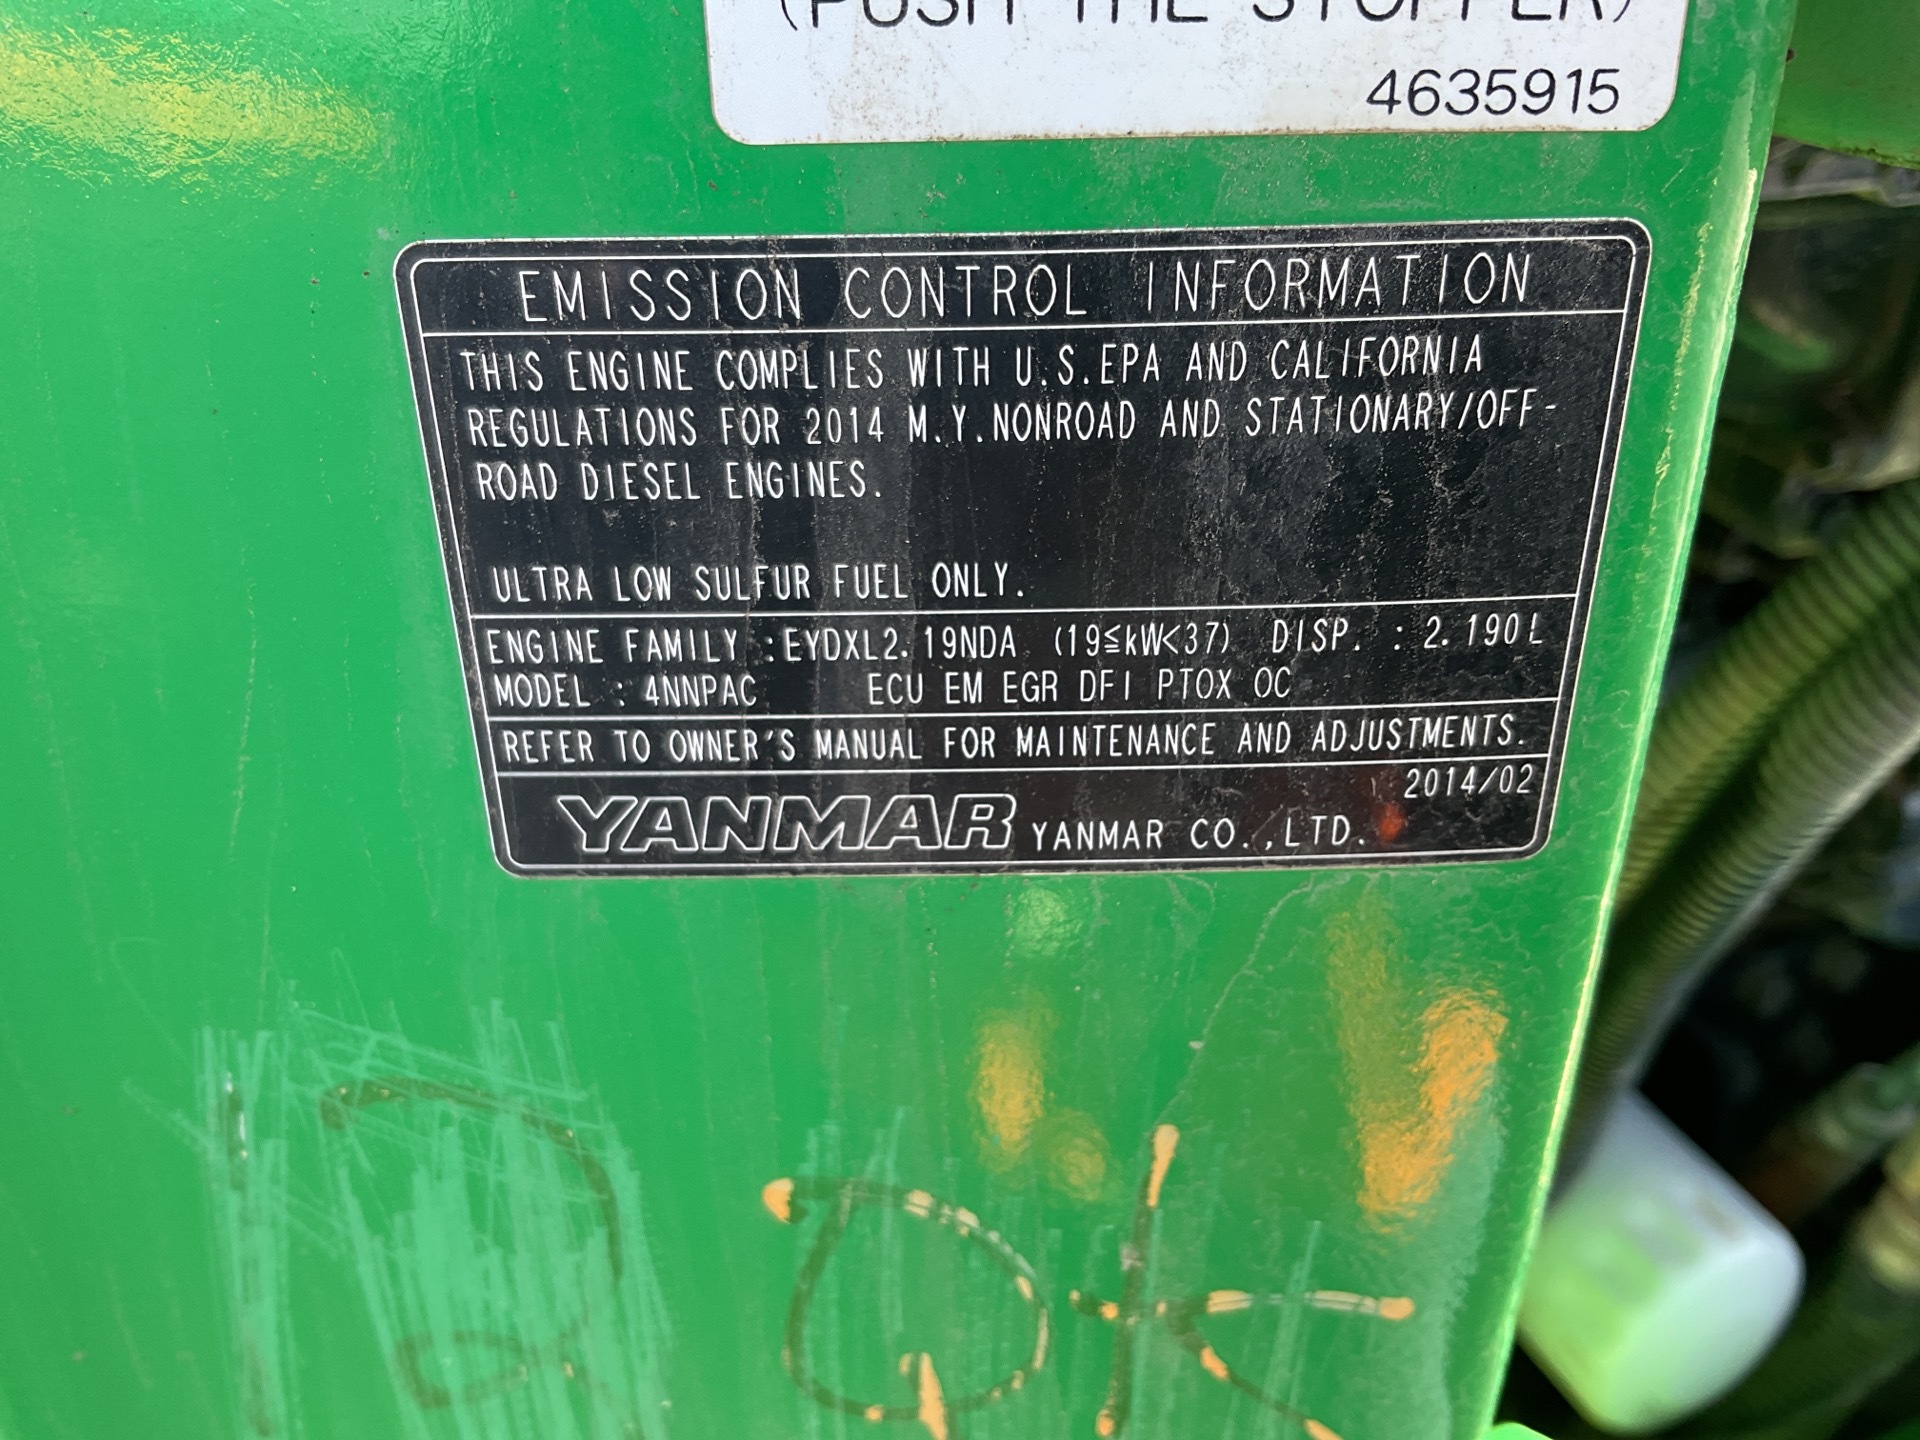 (PUSH THE STOPPER)
4635915
EMISSION CONTROL INFORMATION
THIS ENGINE COMPLIES WITH U.S.EPA AND CALIFORNIA
REGULATIONS FOR 2014 M.Y.NONROAD AND STATIONARY/OFF-
ROAD DIESEL ENGINES.
ULTRA LOW SULFUR FUEL ONLY.
ENGINE FAMILY :EYDXL2.19NDA (19≦kW<37) DISP. : 2.190L
MODEL : 4NNPAC ECU EM EGR DFI PTOX OC
REFER TO OWNER'S MANUAL FOR MAINTENANCE AND ADJUSTMENTS.
2014/02
YANMAR YANMAR CO.,LTD.